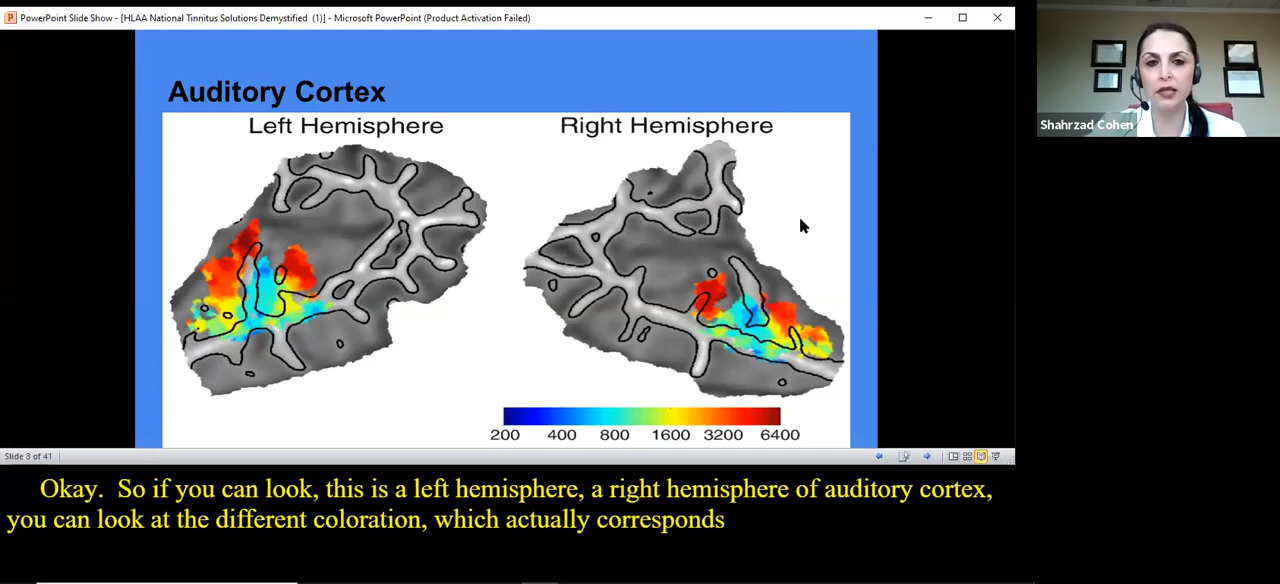 PowerPoint Slide Show - [HLAA National Tinnitus Solutions Demystified (1)] - Microsoft PowerPoint (Product Activation Failed)
Auditory Cortex
Left Hemisphere
Right Hemisphere
200 400 800 1600 3200 6400
Shahrzad Cohen
Slide 8 of 41
Okay. So if you can look, this is a left hemisphere, a right hemisphere of auditory cortex,
you can look at the different coloration, which actually corresponds